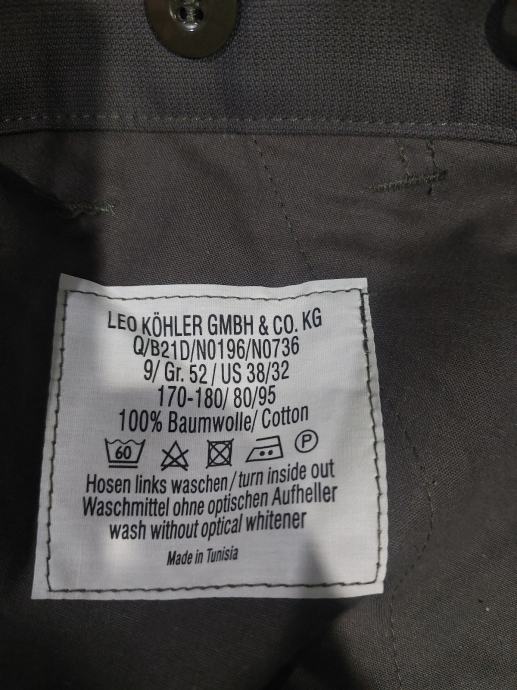 LEO KÖHLER GMBH & CO. KG
Q/B21D/N0196/N0736
9/ Gr. 52 / US 38/32
170-180/ 80/95
100% Baumwolle/ Cotton
60 P
Hosen links waschen / turn inside out
Waschmittel ohne optischen Aufheller
wash without optical whitener
Made in Tunisia